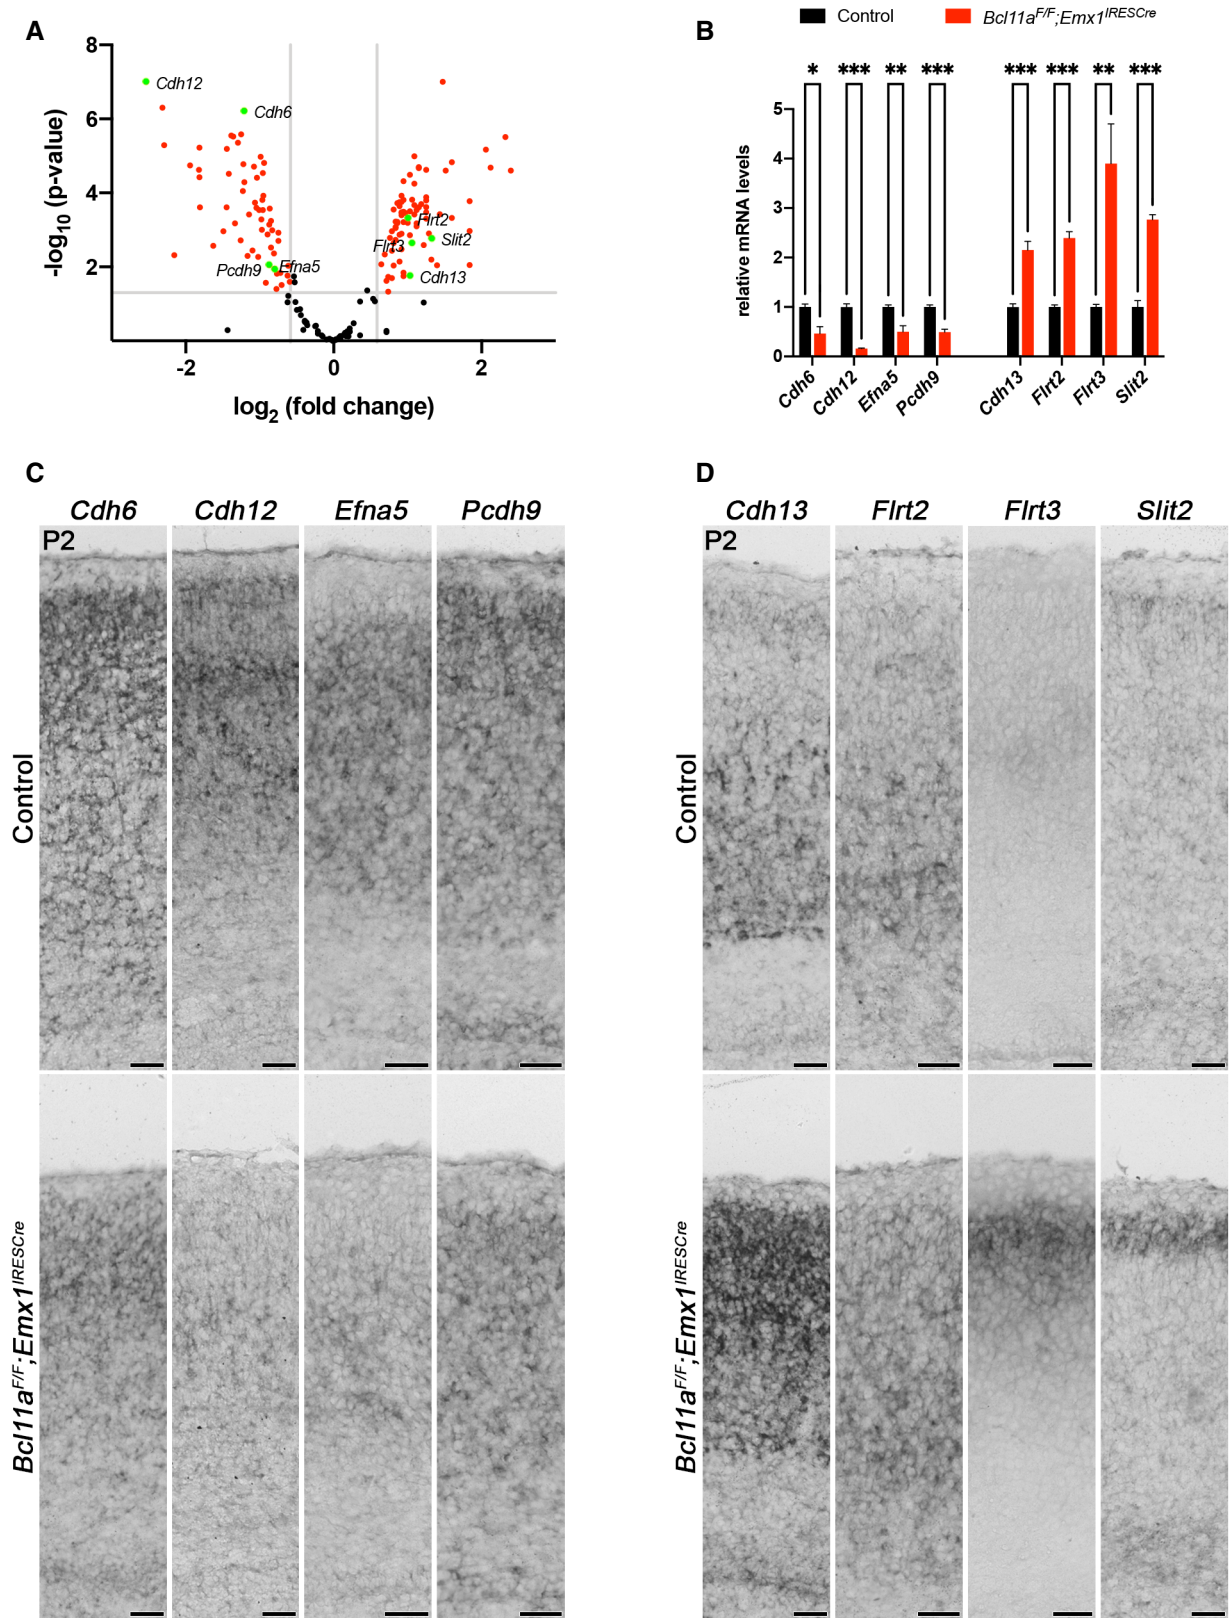 A
8
6
4
2
-log10 (p-value)
Cdh12
Cdh6
Flrt2
Flrt3
Slit2
Pcdh9
Efna5
Cdh13
-2
0
2
log2 (fold change)
B
Control
Bcl11aF/F;Emx1IRESCre
* *** ** *** *** *** ** ***
5
4
3
2
1
0
relative mRNA levels
Cdh6 Cdh12 Efna5 Pcdh9 Cdh13 Flrt2 Flrt3 Slit2
C
Cdh6 Cdh12 Efna5 Pcdh9
P2
Control
Bcl11aF/F;Emx1IRESCre
D
Cdh13 Flrt2 Flrt3 Slit2
P2
Control
Bcl11aF/F;Emx1IRESCre